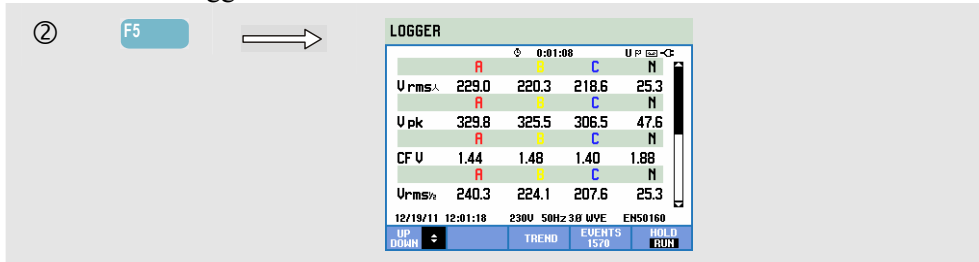 ② F5
LOGGER
0:01:08 U
A B C N
V rms 229.0 220.3 218.6 25.3
A B C N
V pk 329.8 325.5 306.5 47.6
A B C N
CF V 1.44 1.48 1.40 1.88
A B C N
Vrms½ 240.3 224.1 207.6 25.3
12/19/11 12:01:18 230V 50Hz 3Ø WYE EN50160
UP DOWN TREND EVENTS 1570 HOLD RUN